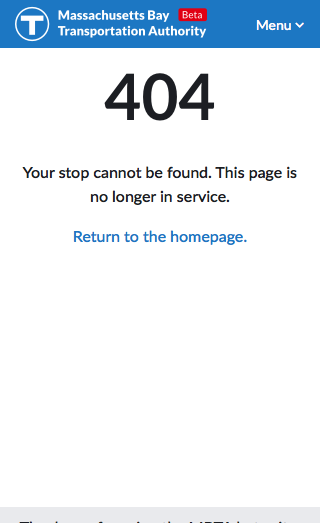 T
Massachusetts Bay Beta
Transportation Authority
Menu
404
Your stop cannot be found. This page is
no longer in service.
Return to the homepage.